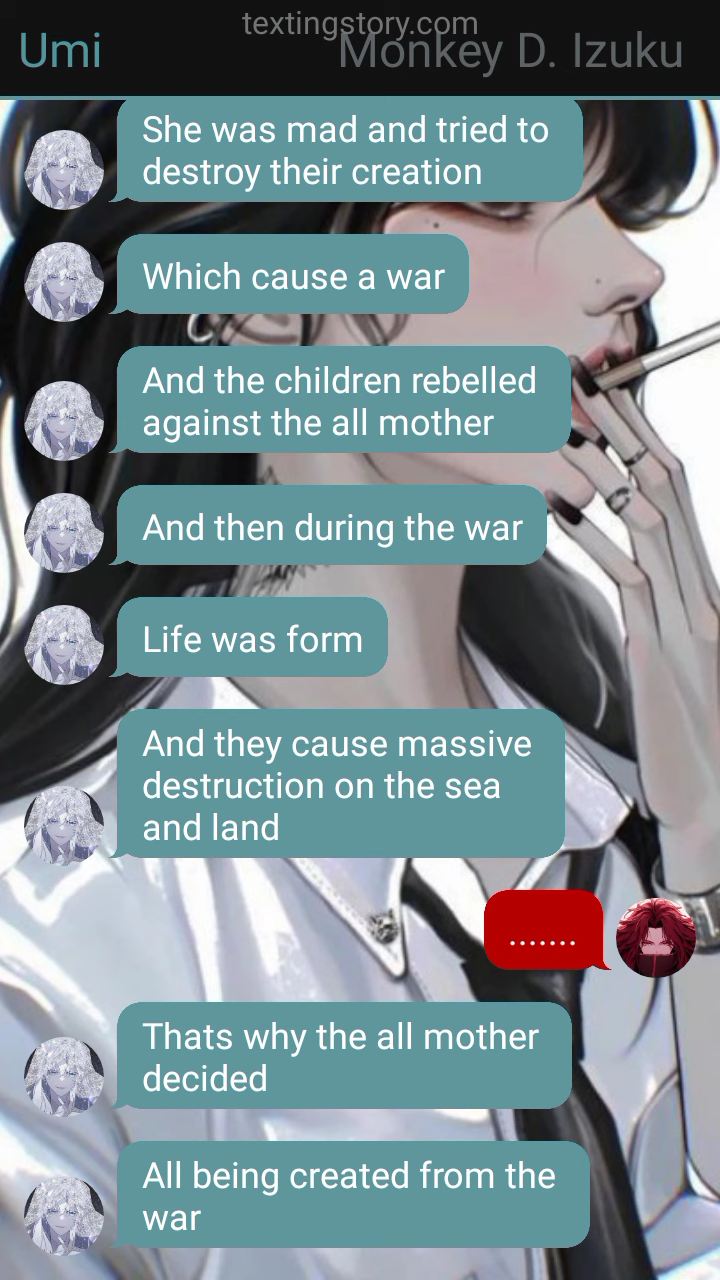 textingstory.com
Umi
Monkey D. Izuku
She was mad and tried to
destroy their creation
Which cause a war
And the children rebelled
against the all mother
And then during the war
Life was form
And they cause massive
destruction on the sea
and land
.......
Thats why the all mother
decided
All being created from the
war